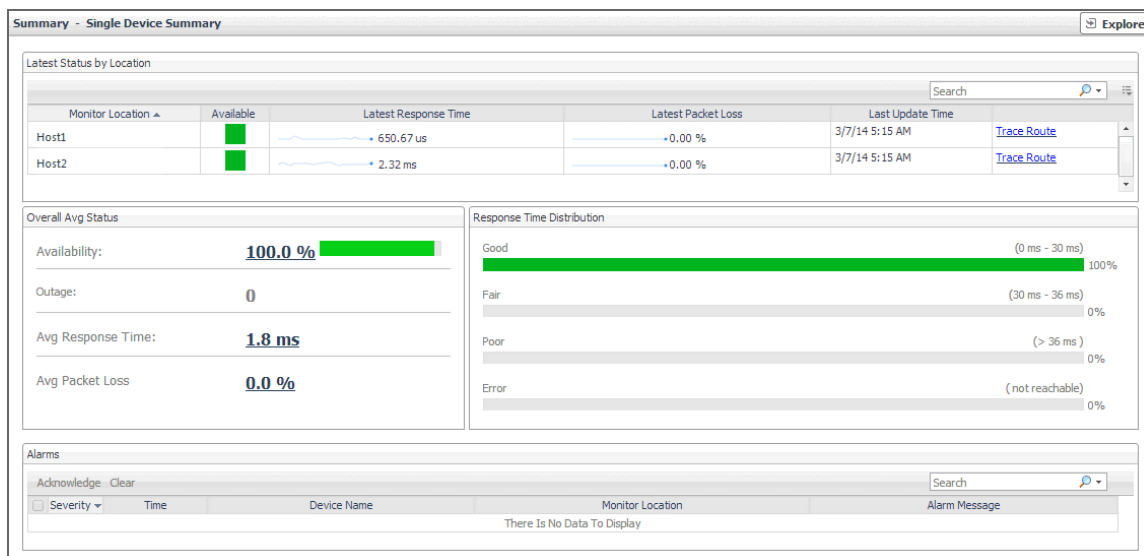 Summary - Single Device Summary Explore
Latest Status by Location
Search
Monitor Location Available Latest Response Time Latest Packet Loss Last Update Time
Host1 650.67 us 0.00 % 3/7/14 5:15 AM Trace Route
Host2 2.32 ms 0.00 % 3/7/14 5:15 AM Trace Route
Overall Avg Status
Availability: 100.0 %
Outage: 0
Avg Response Time: 1.8 ms
Avg Packet Loss 0.0 %
Response Time Distribution
Good (0 ms - 30 ms)
100%
Fair (30 ms - 36 ms)
0%
Poor (> 36 ms )
0%
Error ( not reachable)
0%
Alarms
Acknowledge Clear Search
Severity Time Device Name Monitor Location Alarm Message
There Is No Data To Display